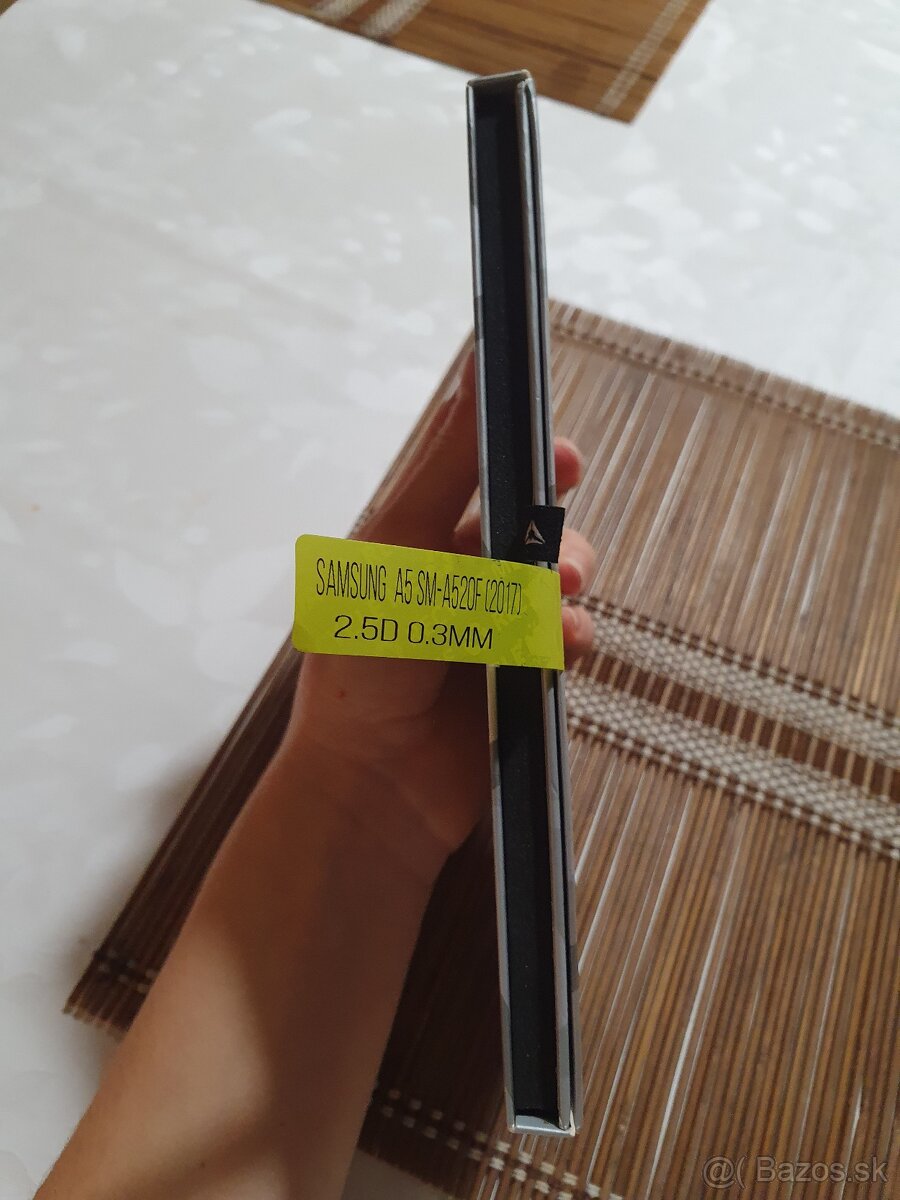 SAMSUNG A5 SM-A520F (2017)
2.5D 0.3MM
@( Bazos.sk